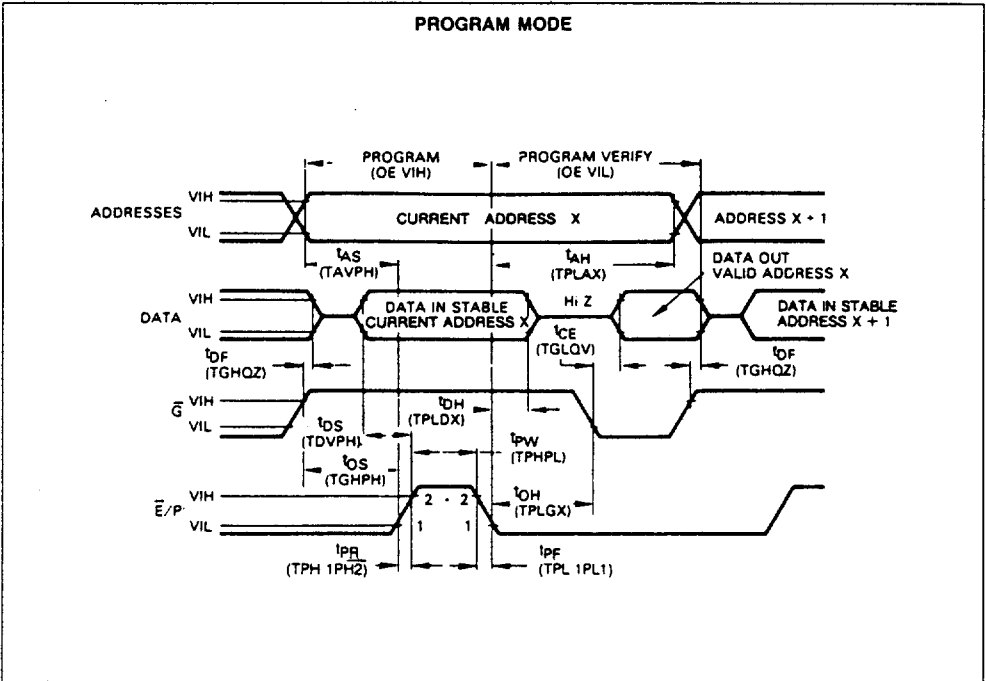 PROGRAM MODE
PROGRAM
(OE VIH)
PROGRAM VERIFY
(OE VIL)
ADDRESSES
VIH
VIL
CURRENT ADDRESS X
ADDRESS X + 1
tAS
(TAVPH)
tAH
(TPLAX)
DATA OUT
VALID ADDRESS X
DATA
VIH
VIL
DATA IN STABLE
CURRENT ADDRESS X
Hi Z
DATA IN STABLE
ADDRESS X + 1
tDF
(TGHQZ)
tCE
(TGLQV)
tDF
(TGHQZ)
G̅
VIH
VIL
tDH
(TPLDX)
tDS
(TDVPH)
tPW
(TPHPL)
tOS
(TGHPH)
tOH
(TPLGX)
E̅/P
VIH
VIL
2 - 2
1 1
tPR
(TPH 1PH2)
tPF
(TPL 1PL1)